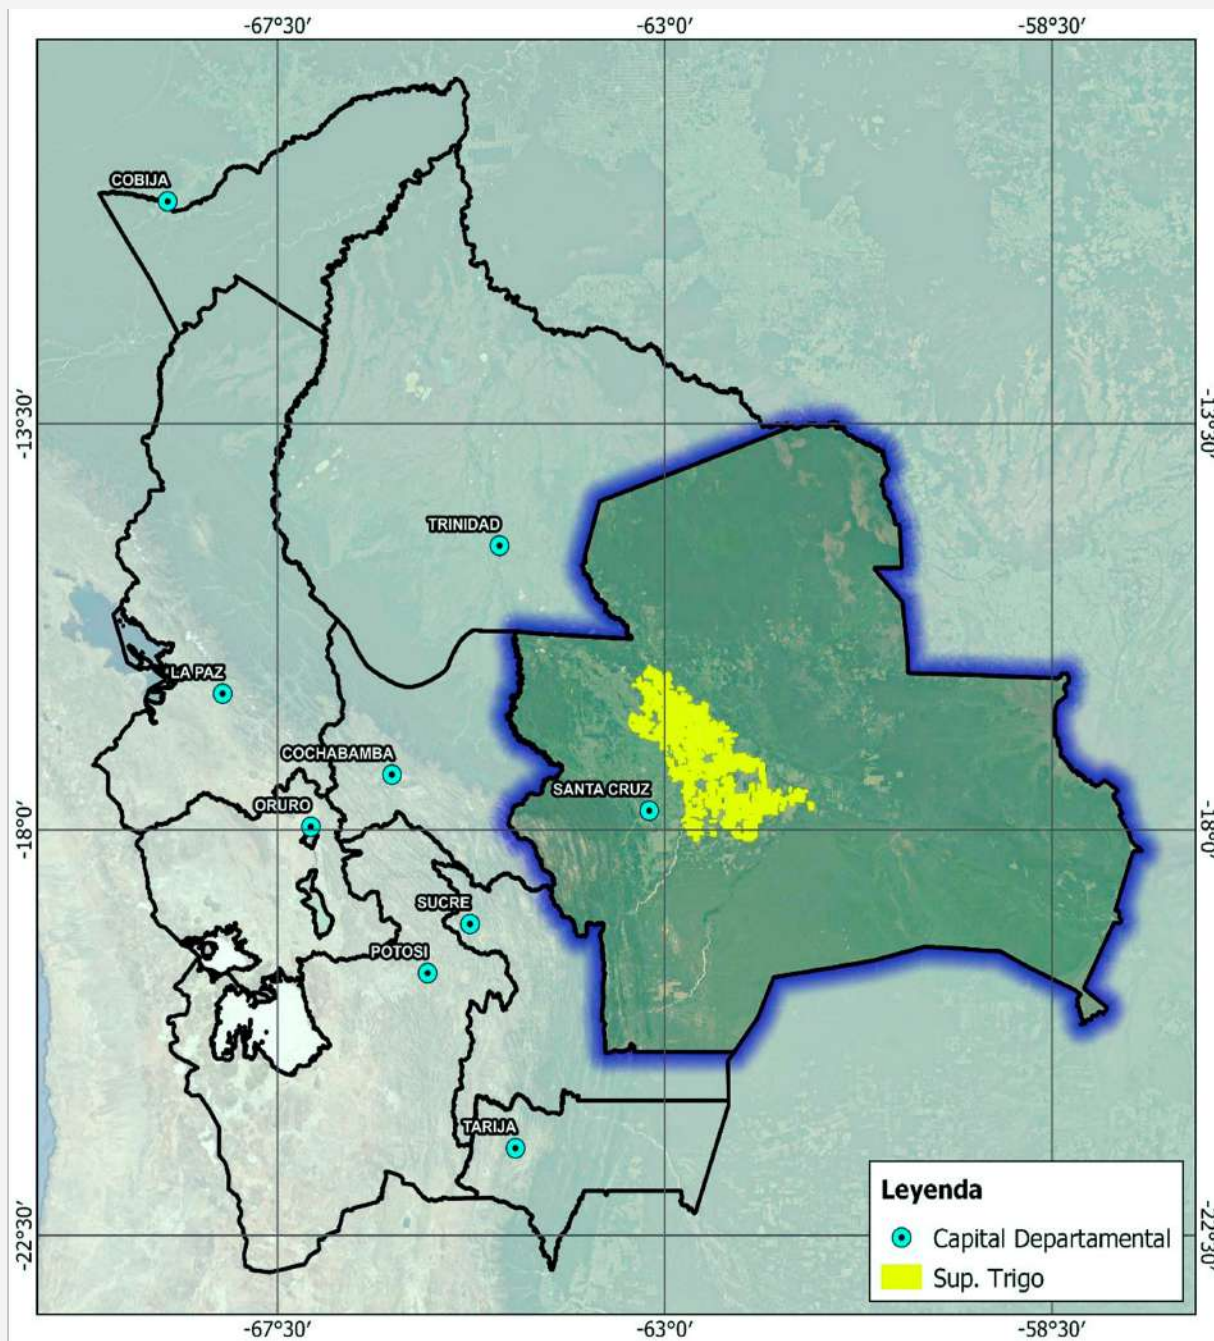 -67°30′ -63°0′ -58°30′
COBIJA
-13°30′ -13°30′
TRINIDAD
LA PAZ
COCHABAMBA
SANTA CRUZ
ORURO
-18°0′ -18°0′
SUCRE
POTOSI
TARIJA
Leyenda
Capital Departamental
Sup. Trigo
-22°30′ -22°30′
-67°30′ -63°0′ -58°30′